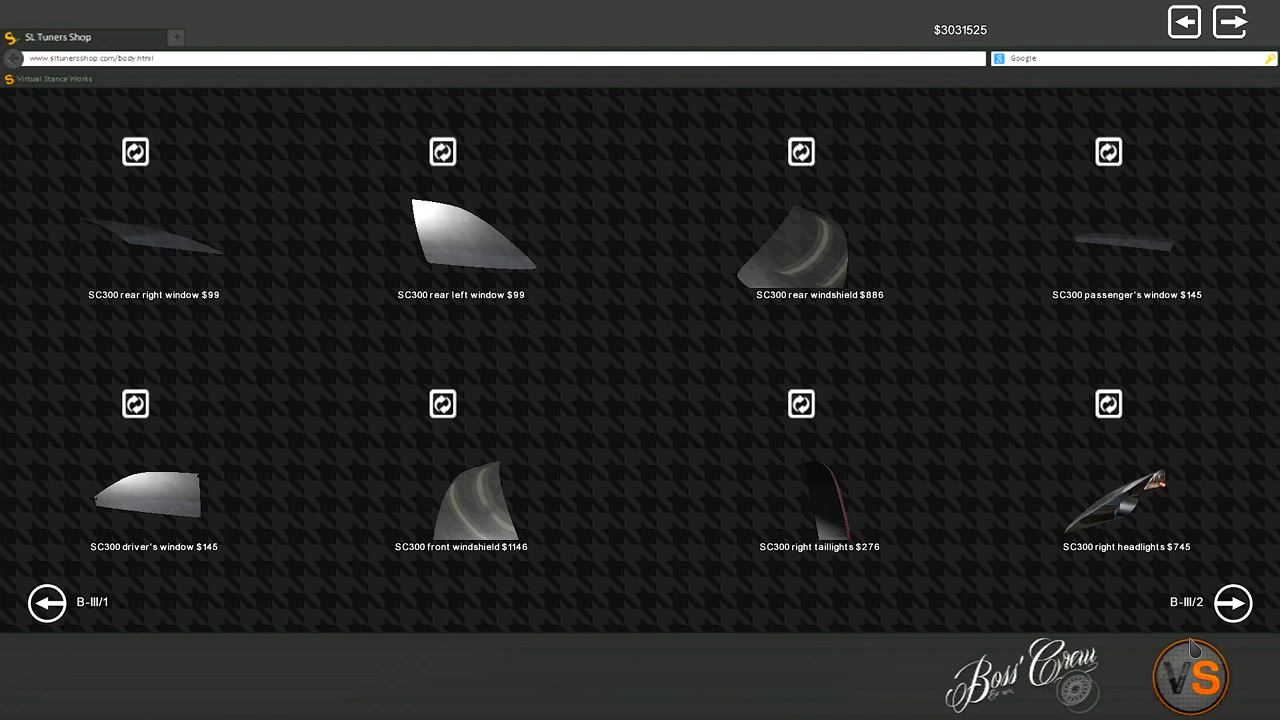 $3031525
SL Tuners Shop
www.sltunersshop.com/body.html
Google
Virtual Stance Works
SC300 rear right window $99
SC300 rear left window $99
SC300 rear windshield $886
SC300 passenger's window $145
SC300 driver's window $145
SC300 front windshield $1146
SC300 right taillights $276
SC300 right headlights $745
B-III/1
B-III/2
Boss' Crew
VS